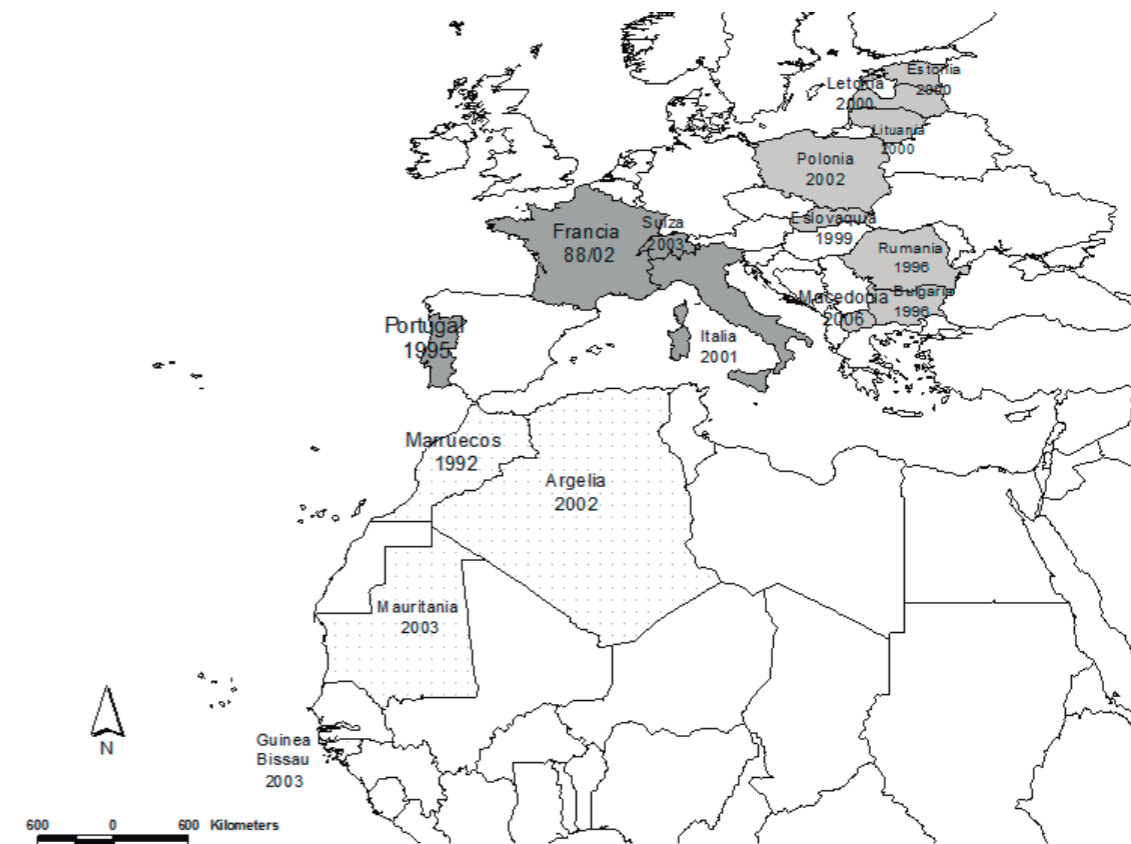 Estonia
2000
Letonia
2000
Lituania
2000
Polonia
2002
Eslovaquia
1999
Francia
88/02
Suiza
2003
Rumania
1996
Macedonia
2006
Bulgaria
1996
Portugal
1995
Italia
2001
Marruecos
1992
Argelia
2002
Mauritania
2003
Guinea
Bissau
2003
N
600 0 600 Kilometers